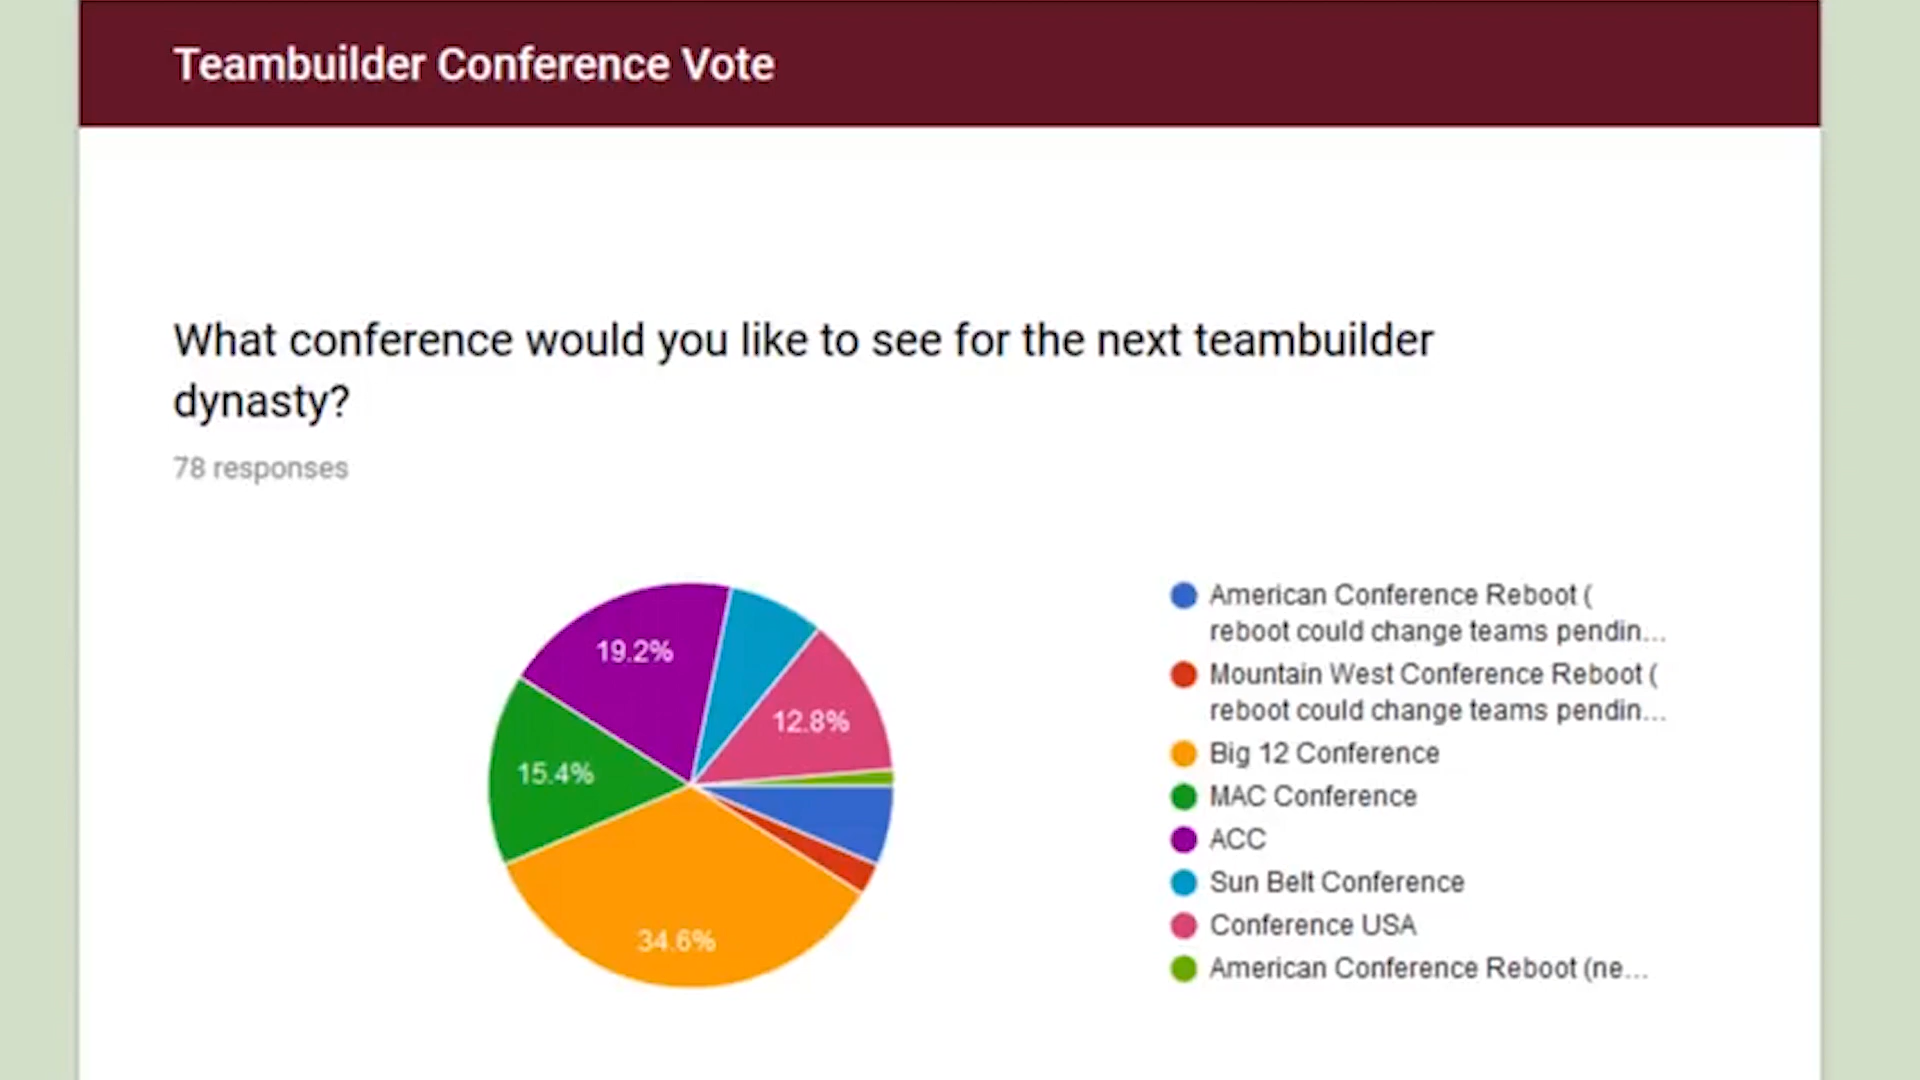 Teambuilder Conference Vote
What conference would you like to see for the next teambuilder
dynasty?
78 responses
19.2%
12.8%
15.4%
34.6%
American Conference Reboot (
reboot could change teams pendin...
Mountain West Conference Reboot (
reboot could change teams pendin...
Big 12 Conference
MAC Conference
ACC
Sun Belt Conference
Conference USA
American Conference Reboot (ne...